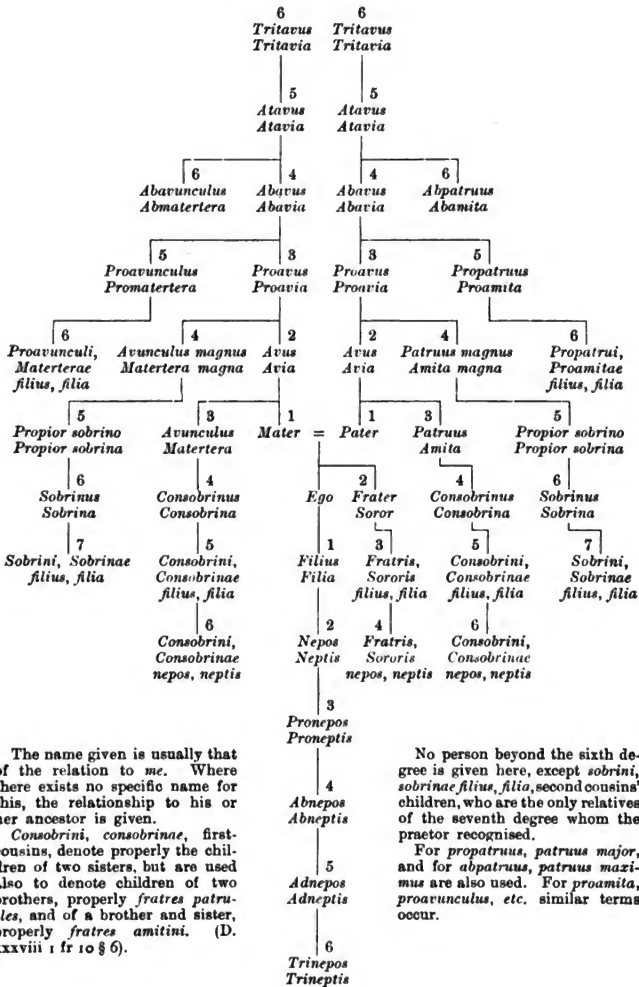 6 6
Tritavus Tritavus
Tritavia Tritavia
5 5
Atavus Atavus
Atavia Atavia
6 4 4 6
Abavunculus Abavus Abavus Abpatruus
Abmatertera Abavia Abavia Abamita
5 3 3 5
Proavunculus Proavus Proavus Propatruus
Promatertera Proavia Proavia Proamita
6 4 2 2 4 6
Proavunculi, Avunculus magnus Avus Avus Patruus magnus Propatrui,
Materterae Matertera magna Avia Avia Amita magna Proamitae
filius, filia filius, filia
5 3 1 1 3 5
Propior sobrino Avunculus Mater = Pater Patruus Propior sobrino
Propior sobrina Matertera Amita Propior sobrina
6 4 2 4 6
Sobrinus Consobrinus Ego Frater Consobrinus Sobrinus
Sobrina Consobrina Soror Consobrina Sobrina
7 5 1 3 5 7
Sobrini, Sobrinae Consobrini, Filius Fratris, Consobrini, Sobrini,
filius, filia Consobrinae Filia Sororis Consobrinae Sobrinae
filius, filia filius, filia filius, filia filius, filia
6 2 4 6
Consobrini, Nepos Fratris, Consobrini,
Consobrinae Neptis Sororis Consobrinae
nepos, neptis nepos, neptis nepos, neptis
3
Pronepos
Proneptis
4
Abnepos
Abneptis
5
Adnepos
Adneptis
6
Trinepos
Trineptis
The name given is usually that
of the relation to me. Where
here exists no specific name for
his, the relationship to his or
er ancestor is given.
Consobrini, consobrinae, first-
ousins, denote properly the chil-
dren of two sisters, but are used
also to denote children of two
brothers, properly fratres patru-
les, and of a brother and sister,
properly fratres amitini. (D.
xxxviii 1 fr 10 § 6).
No person beyond the sixth de-
gree is given here, except sobrini,
sobrinae filius, filia, second cousins'
children, who are the only relatives
of the seventh degree whom the
praetor recognised.
For propatruus, patruus major,
and for abpatruus, patruus maxi-
mus are also used. For proamita,
proavunculus, etc. similar terms
occur.